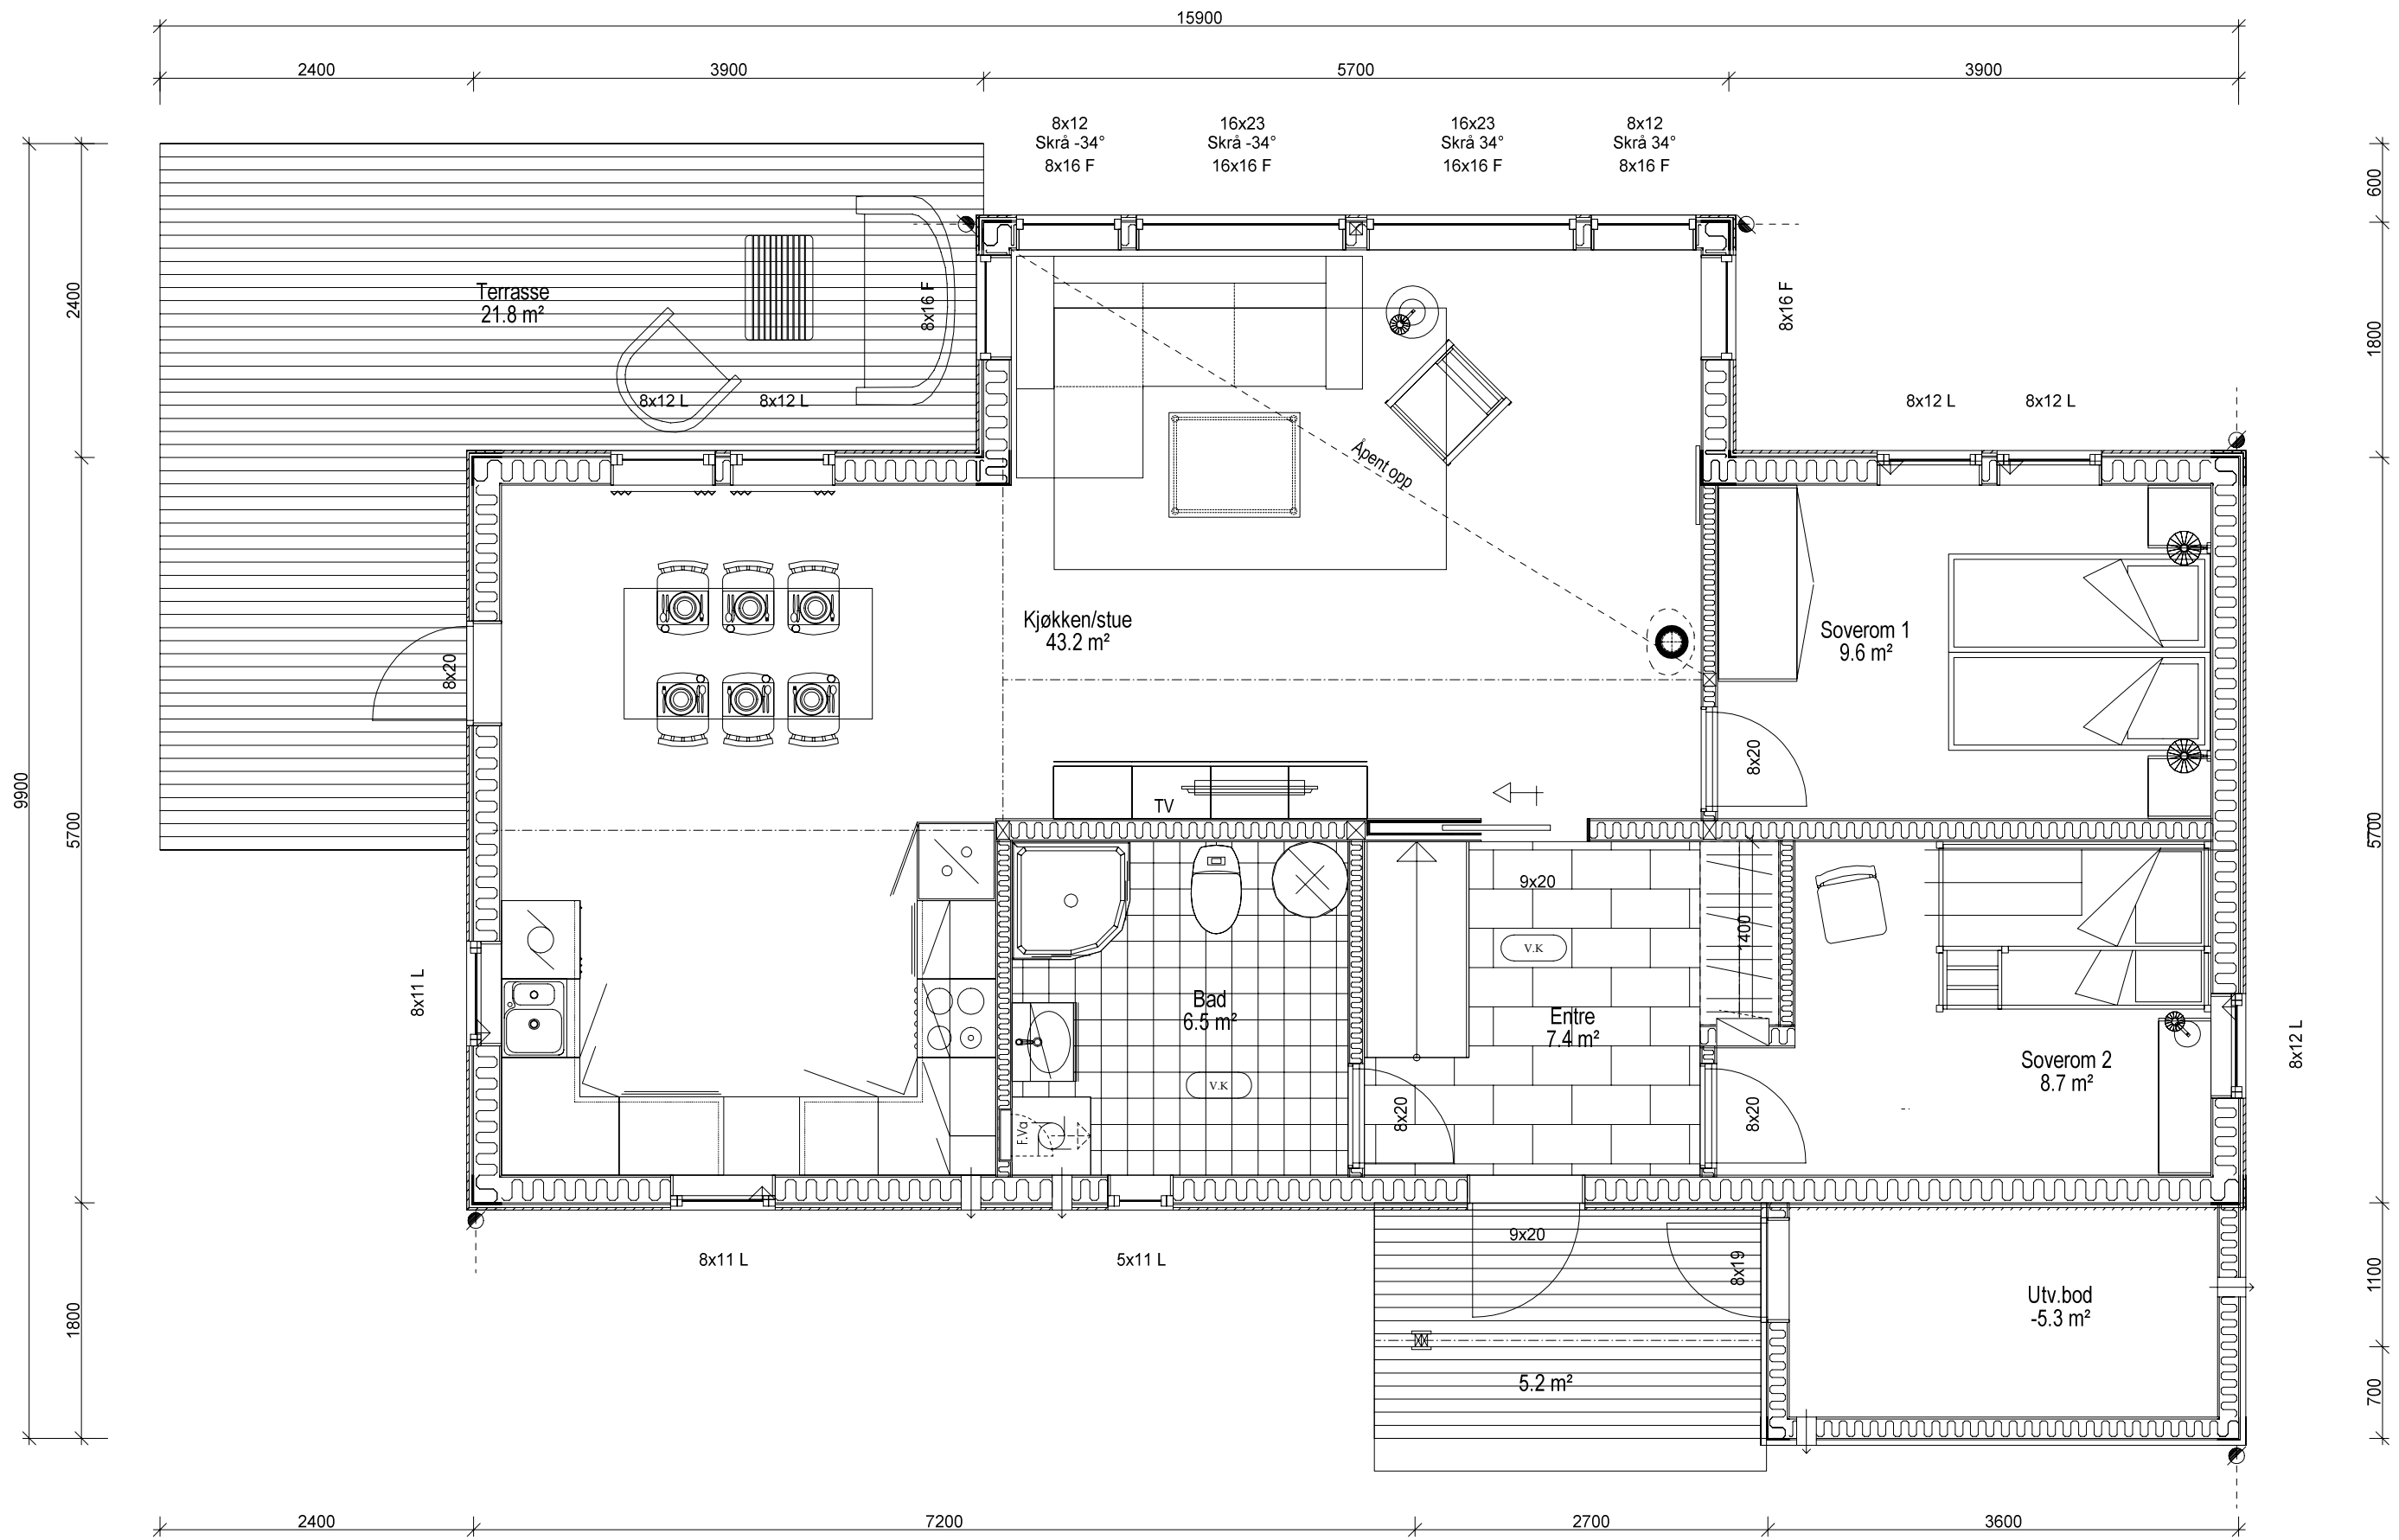 15900
2400
3900
5700
3900
8x12
Skrå -34°
8x16 F
16x23
Skrå -34°
16x16 F
16x23
Skrå 34°
16x16 F
8x12
Skrå 34°
8x16 F
600
2400
Terrasse
21.8 m²
8x16 F
8x16 F
1800
8x12 L
8x12 L
8x12 L
8x12 L
Åpent opp
Kjøkken/stue
43.2 m²
Soverom 1
9.6 m²
8x20
8x20
9900
5700
TV
5700
9x20
1400
V.K
8x11 L
Bad
6.5 m²
Entre
7.4 m²
Soverom 2
8.7 m²
8x12 L
V.K
F.Va
8x20
8x20
9x20
8x11 L
5x11 L
8x19
Utv.bod
-5.3 m²
1100
1800
5.2 m²
700
2400
7200
2700
3600